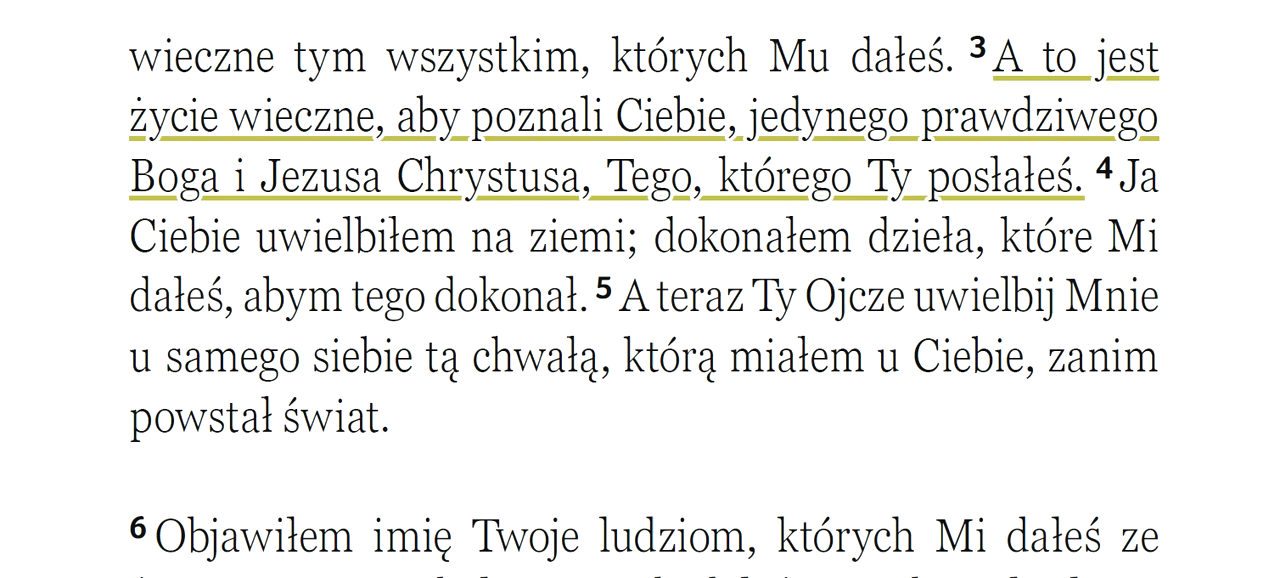 wieczne tym wszystkim, których Mu dałeś. 3 A to jest
życie wieczne, aby poznali Ciebie, jedynego prawdziwego
Boga i Jezusa Chrystusa, Tego, którego Ty posłałeś. 4 Ja
Ciebie uwielbiłem na ziemi; dokonałem dzieła, które Mi
dałeś, abym tego dokonał. 5 A teraz Ty Ojcze uwielbij Mnie
u samego siebie tą chwałą, którą miałem u Ciebie, zanim
powstał świat.
6 Objawiłem imię Twoje ludziom, których Mi dałeś ze